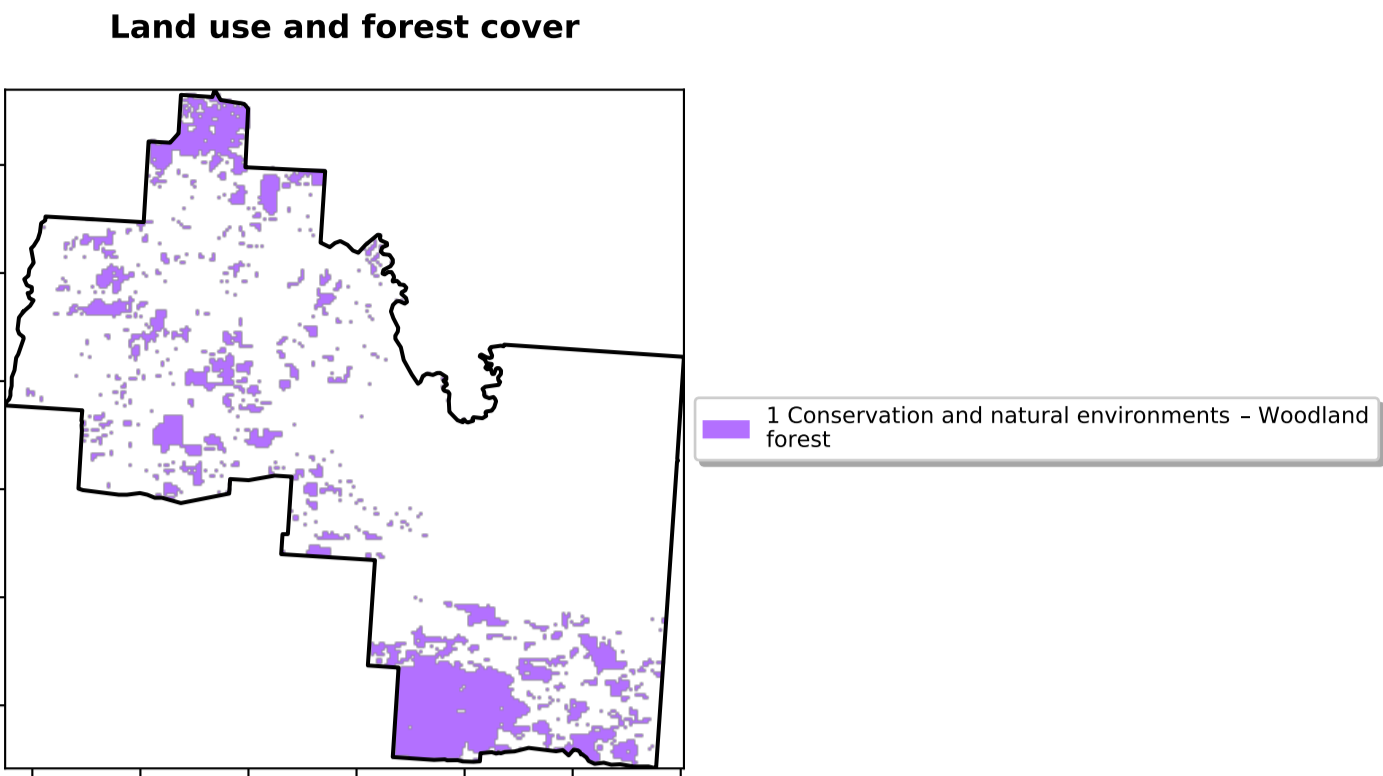 Land use and forest cover
1 Conservation and natural environments – Woodland
forest